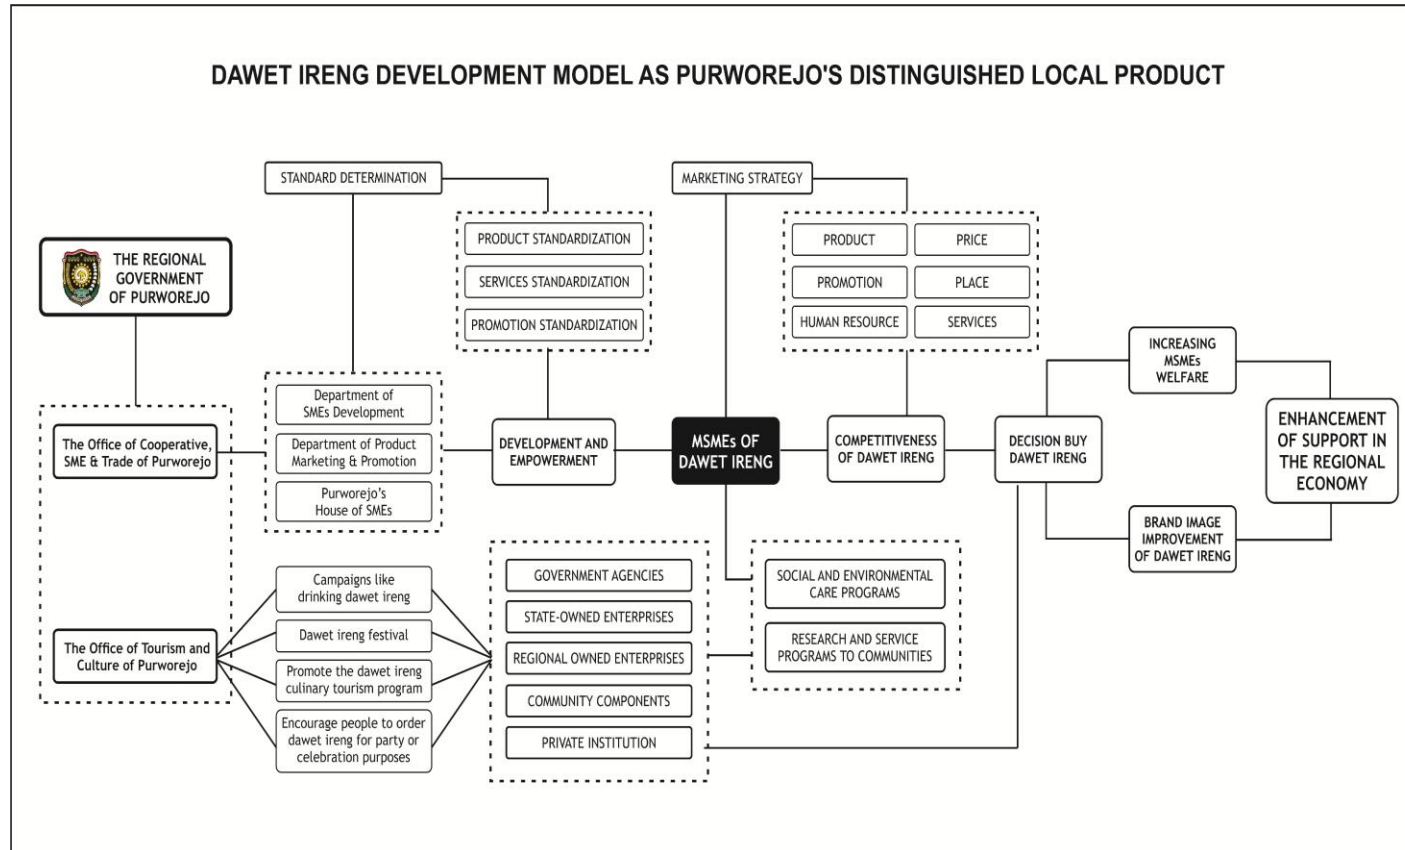 DAWET IRENG DEVELOPMENT MODEL AS PURWOREJO'S DISTINGUISHED LOCAL PRODUCT
STANDARD DETERMINATION
MARKETING STRATEGY
PRODUCT STANDARDIZATION
SERVICES STANDARDIZATION
PROMOTION STANDARDIZATION
PRODUCT
PRICE
PROMOTION
PLACE
HUMAN RESOURCE
SERVICES
THE REGIONAL
GOVERNMENT
OF PURWOREJO
The Office of Cooperative,
SME & Trade of Purworejo
Department of
SMEs Development
Department of Product
Marketing & Promotion
Purworejo's
House of SMEs
DEVELOPMENT AND
EMPOWERMENT
MSMEs OF
DAWET IRENG
COMPETITIVENESS
OF DAWET IRENG
DECISION BUY
DAWET IRENG
INCREASING
MSMEs
WELFARE
BRAND IMAGE
IMPROVEMENT
OF DAWET IRENG
ENHANCEMENT
OF SUPPORT IN
THE REGIONAL
ECONOMY
The Office of Tourism and
Culture of Purworejo
Campaigns like
drinking dawet ireng
Dawet ireng festival
Promote the dawet ireng
culinary tourism program
Encourage people to order
dawet ireng for party or
celebration purposes
GOVERNMENT AGENCIES
STATE-OWNED ENTERPRISES
REGIONAL OWNED ENTERPRISES
COMMUNITY COMPONENTS
PRIVATE INSTITUTION
SOCIAL AND ENVIRONMENTAL
CARE PROGRAMS
RESEARCH AND SERVICE
PROGRAMS TO COMMUNITIES